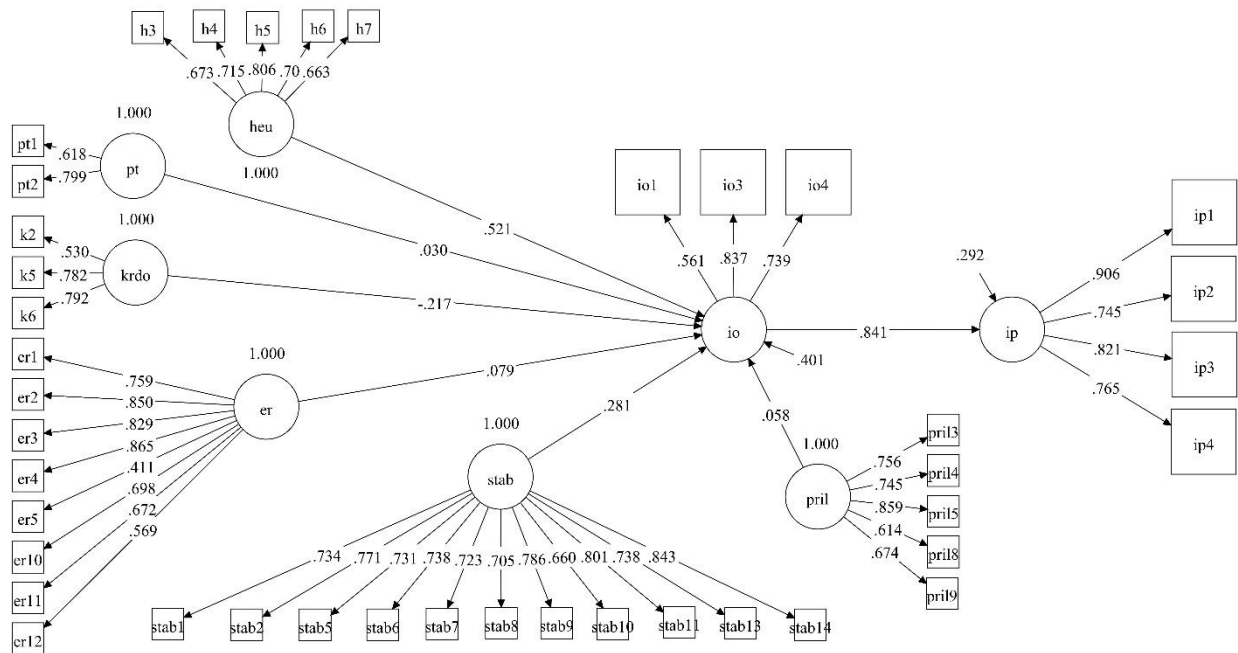 h3
h4
h5
h6
h7
.673
.715
.806
.70
.663
heu
1.000
1.000
pt
pt1
pt2
.618
.799
1.000
krdo
k2
k5
k6
.530
.782
.792
1.000
er
er1
er2
er3
er4
er5
er10
er11
er12
.759
.850
.829
.865
.411
.698
.672
.569
.521
.030
-.217
.079
.281
.058
io1
io3
io4
.561
.837
.739
io
.401
.841
.292
ip
.906
.745
.821
.765
ip1
ip2
ip3
ip4
1.000
stab
.734
.771
.731
.738
.723
.705
.786
.660
.801
.738
.843
stab1
stab2
stab5
stab6
stab7
stab8
stab9
stab10
stab11
stab13
stab14
1.000
pril
.756
.745
.859
.614
.674
pril3
pril4
pril5
pril8
pril9